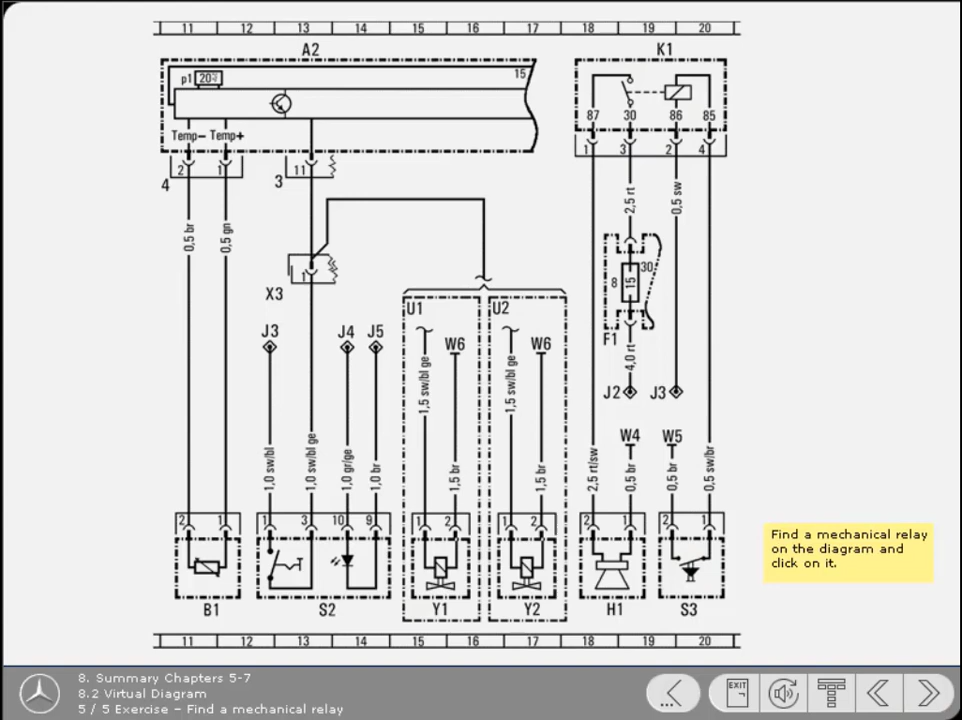 11 12 13 14 15 16 17 18 19 20
A2 K1
p1 20°C 15
87 30 86 85
Temp− Temp+
2 1 11 1 3 2 4
4 3
0,5 br 0,5 gn 2,5 rt 0,5 sw
1
X3
8 15 30
U1 U2
F1
J3 J4 J5 W6 W6
1,5 sw/bl ge 1,5 sw/bl ge 4,0 rt
J2 J3
W4 W5
1,0 sw/bl 1,0 sw/bl ge 1,0 gr/ge 1,0 br 1,5 br 1,5 br 2,5 rt/sw 0,5 br 0,5 br 0,5 sw/br
2 1 1 3 10 9 1 2 1 2 2 1 2 1
B1 S2 Y1 Y2 H1 S3
11 12 13 14 15 16 17 18 19 20
Find a mechanical relay
on the diagram and
click on it.
8. Summary Chapters 5-7
8.2 Virtual Diagram
5 / 5 Exercise – Find a mechanical relay
... EXIT